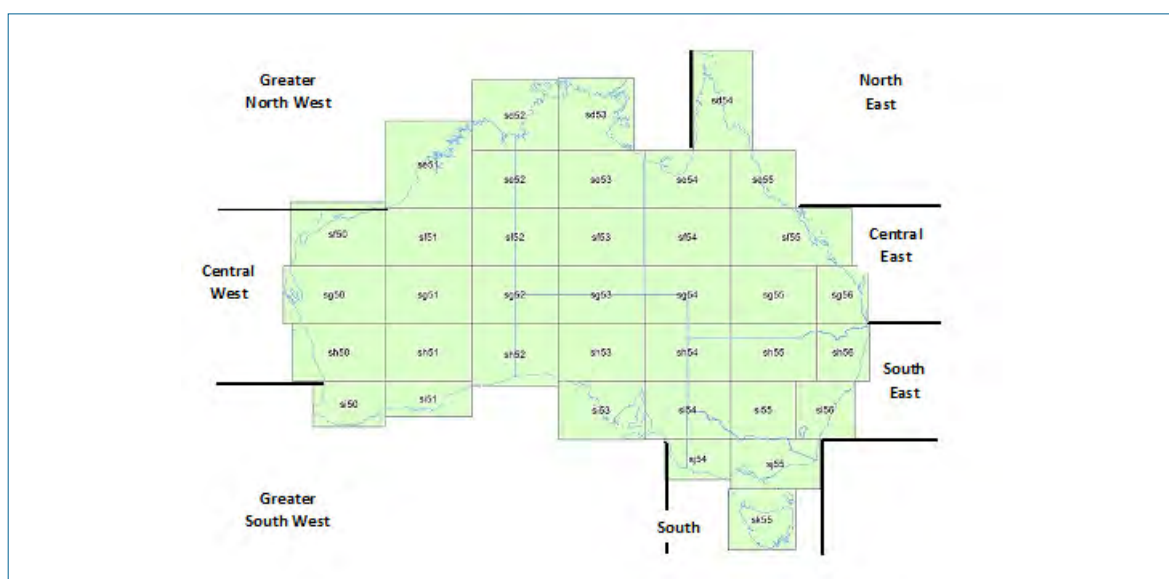 Greater
North West
North
East
sd52
sd53
sd54
se51
se52
se53
se54
se55
sf50
sf51
sf52
sf53
sf54
sf55
Central
East
Central
West
sg50
sg51
sg52
sg53
sg54
sg55
sg56
sh50
sh51
sh52
sh53
sh54
sh55
sh56
South
East
si50
si51
si53
si54
si55
si56
sj54
sj55
Greater
South West
South
sk55